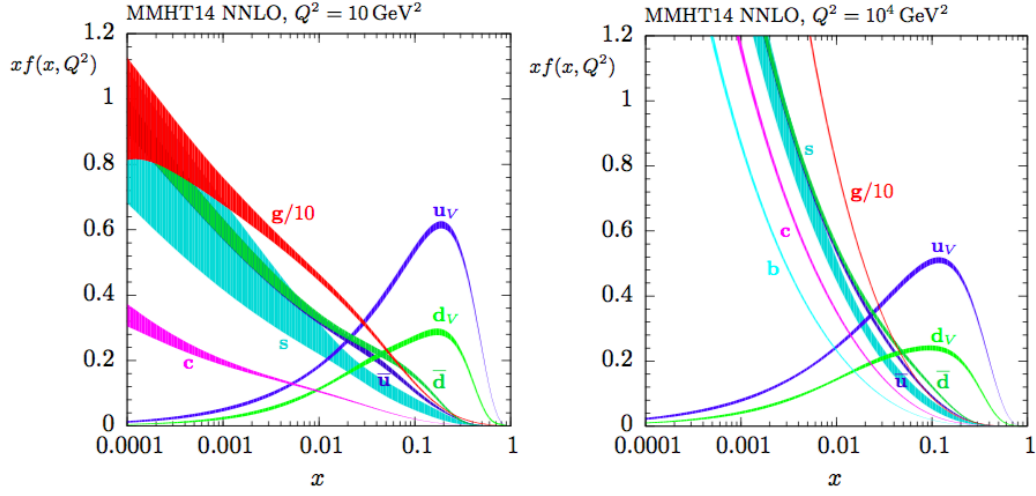 MMHT14 NNLO, Q² = 10 GeV²
xf(x, Q²)
1.2
1
0.8
0.6
0.4
0.2
0
g/10
u_V
d_V
s
c
ū
d̄
0.0001
0.001
0.01
0.1
1
x
MMHT14 NNLO, Q² = 10⁴ GeV²
xf(x, Q²)
1.2
1
0.8
0.6
0.4
0.2
0
s
g/10
c
b
u_V
d_V
ū
d̄
0.0001
0.001
0.01
0.1
1
x